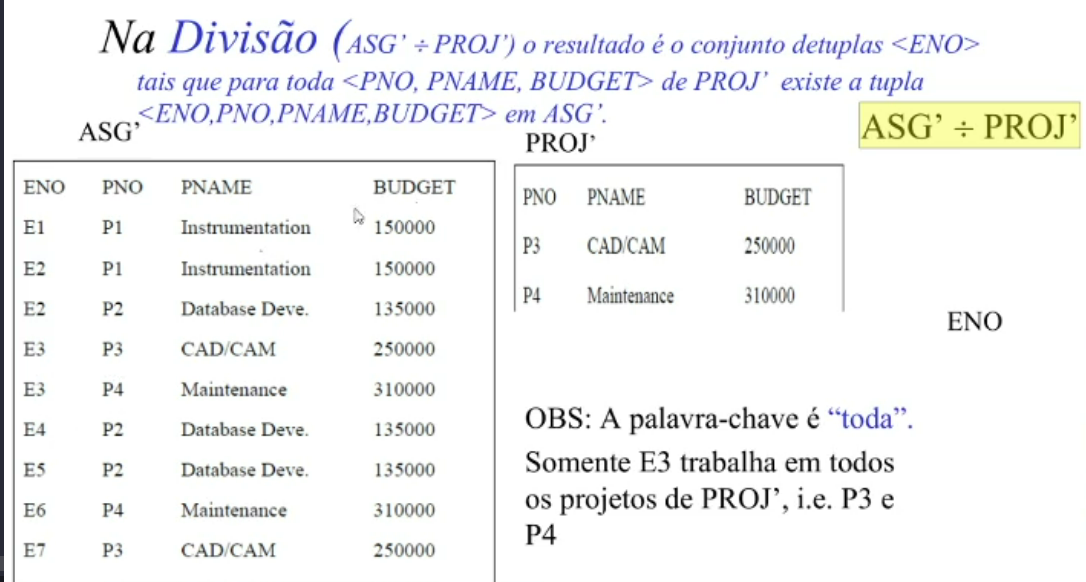 Na Divisão (ASG’ ÷ PROJ’) o resultado é o conjunto detuplas <ENO>
tais que para toda <PNO, PNAME, BUDGET> de PROJ’ existe a tupla
<ENO,PNO,PNAME,BUDGET> em ASG’.
ASG’ ÷ PROJ’
ASG’
ENO PNO PNAME BUDGET
E1 P1 Instrumentation 150000
E2 P1 Instrumentation 150000
E2 P2 Database Deve. 135000
E3 P3 CAD/CAM 250000
E3 P4 Maintenance 310000
E4 P2 Database Deve. 135000
E5 P2 Database Deve. 135000
E6 P4 Maintenance 310000
E7 P3 CAD/CAM 250000
PROJ’
PNO PNAME BUDGET
P3 CAD/CAM 250000
P4 Maintenance 310000
ENO
OBS: A palavra-chave é “toda”.
Somente E3 trabalha em todos
os projetos de PROJ’, i.e. P3 e
P4